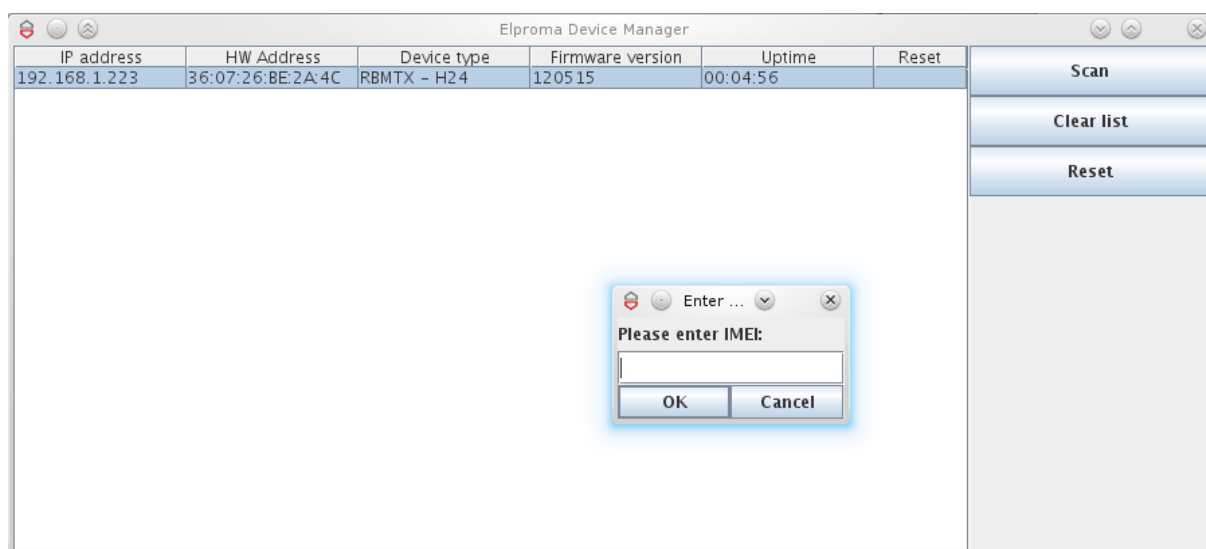 Elproma Device Manager
IP address HW Address Device type Firmware version Uptime Reset
192.168.1.223 36:07:26:BE:2A:4C RBMTX - H24 120515 00:04:56
Scan
Clear list
Reset
Enter ...
Please enter IMEI:
OK Cancel